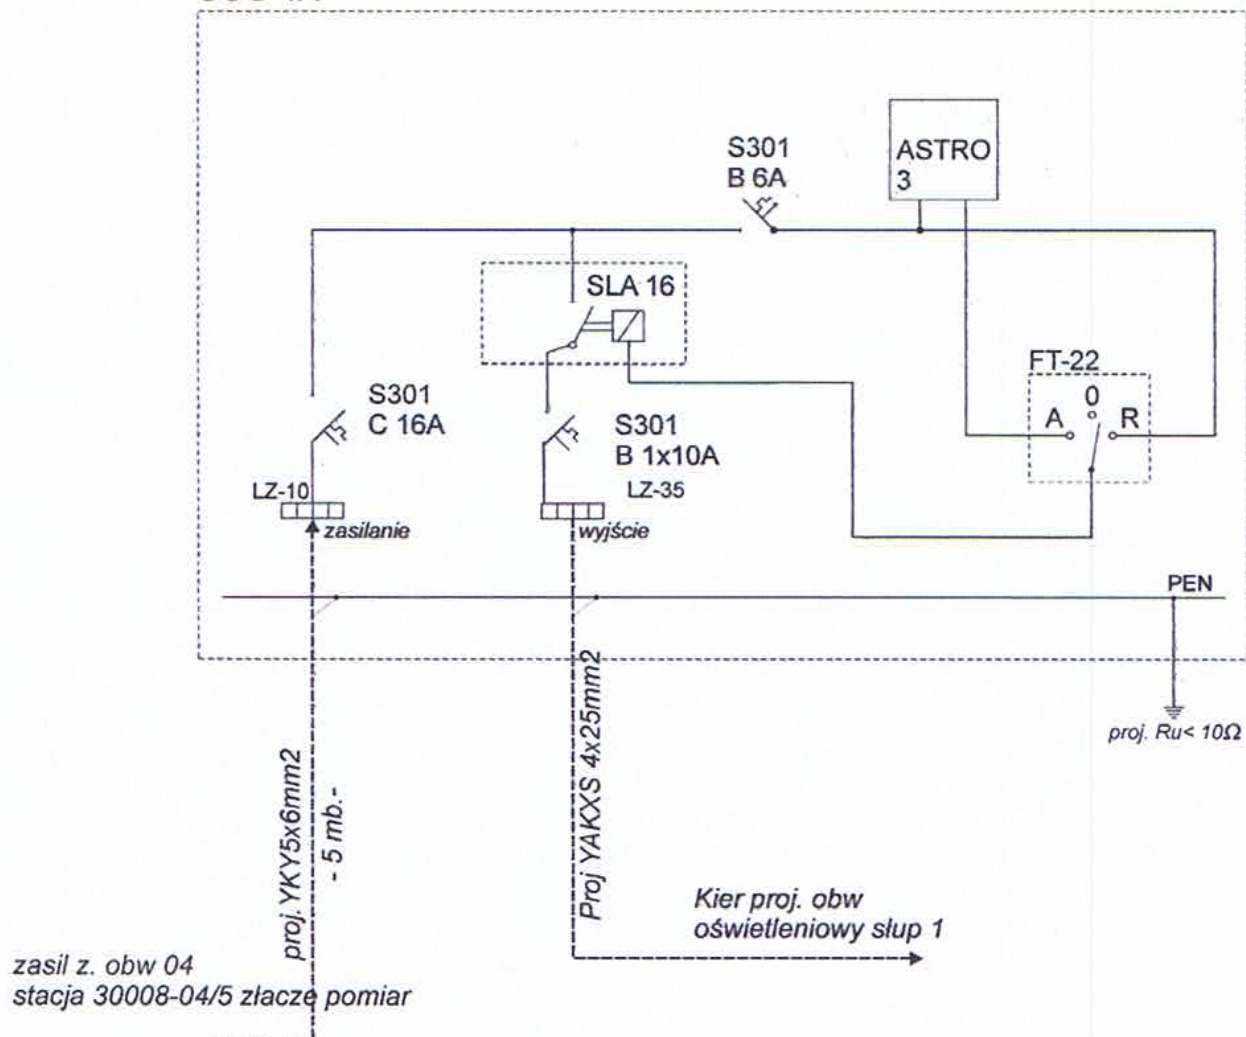 S301
B 6A
ASTRO
3
SLA 16
FT-22
0
A
R
S301
C 16A
S301
B 1x10A
LZ-10
LZ-35
zasilanie
wyjście
PEN
proj. Ru< 10Ω
proj.YKY5x6mm2
- 5 mb.-
Proj YAKXS 4x25mm2
Kier proj. obw
oświetleniowy słup 1
zasil z. obw 04
stacja 30008-04/5 złacze pomiar